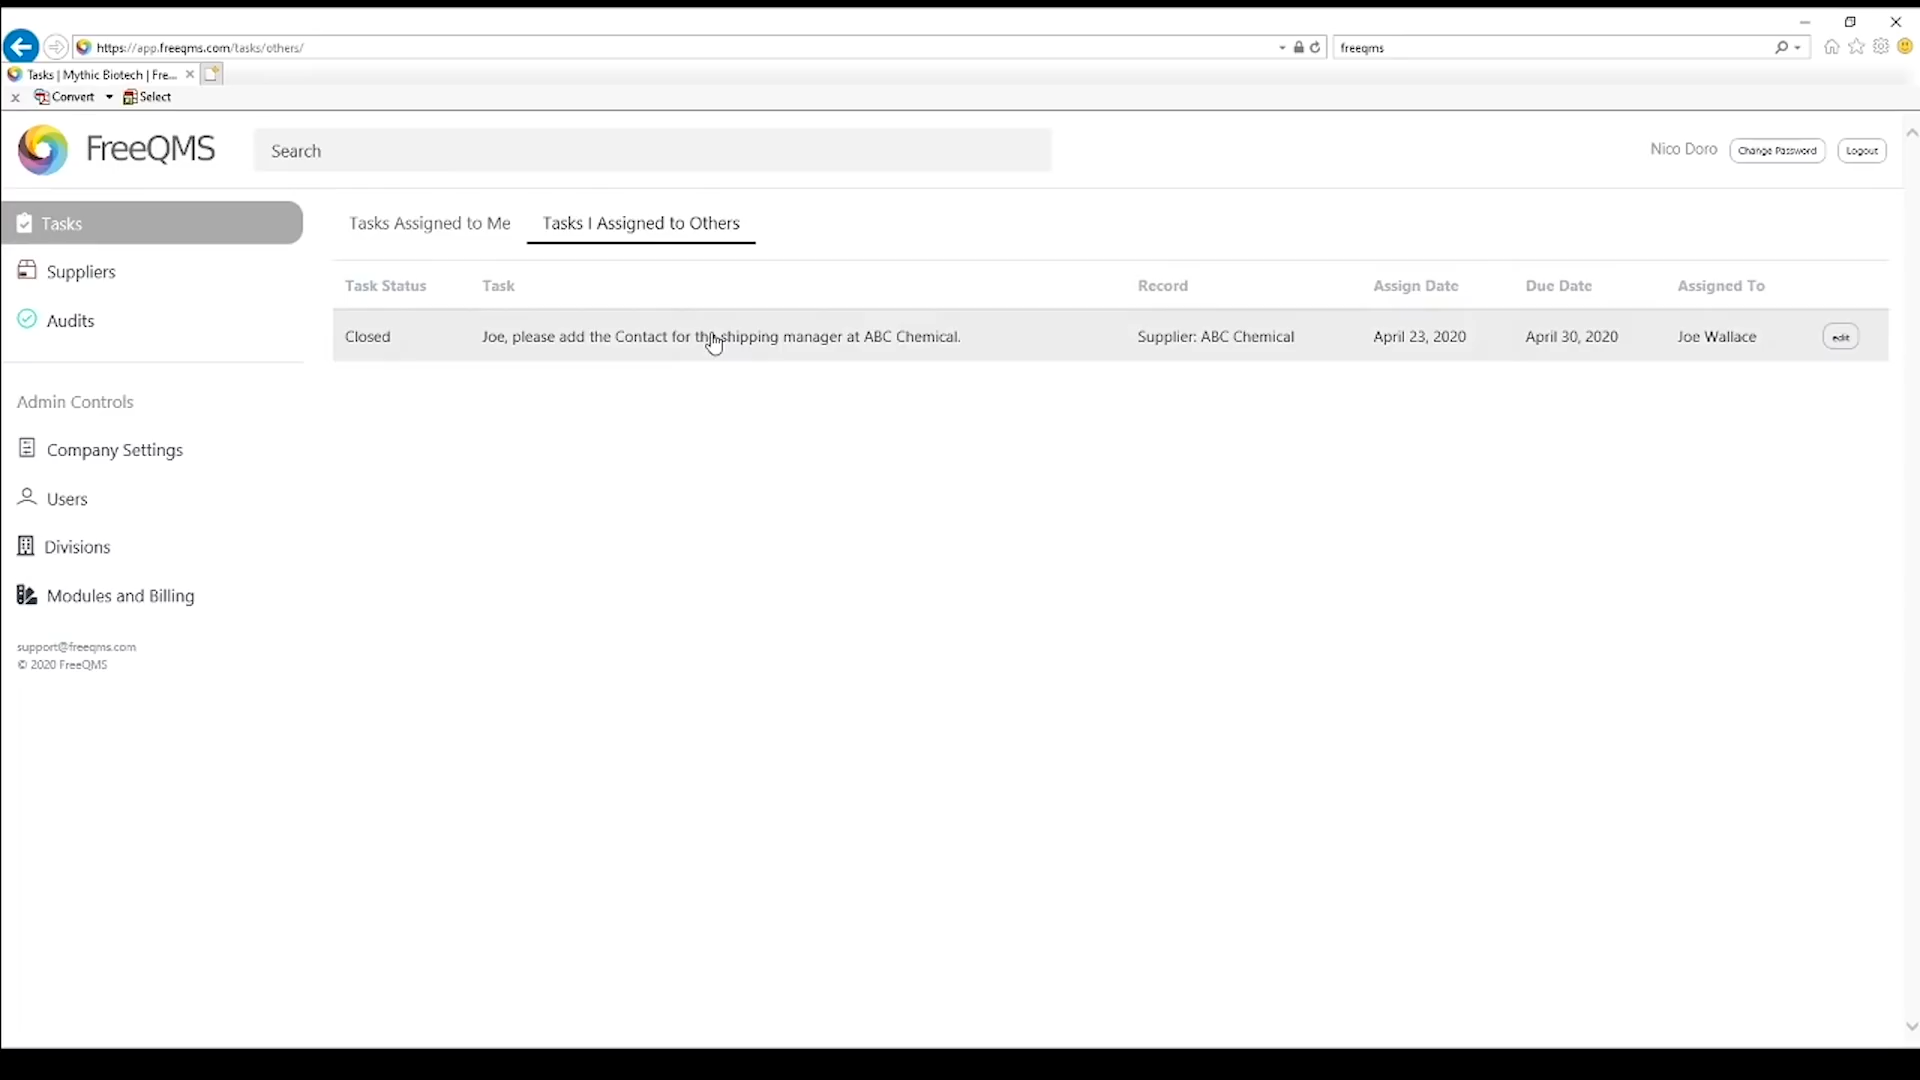 https://app.freeqms.com/tasks/others/
freeqms
Tasks | Mythic Biotech | Fre...
Convert
Select
FreeQMS
Search
Nico Doro
Change Password
Logout
Tasks
Suppliers
Audits
Admin Controls
Company Settings
Users
Divisions
Modules and Billing
support@freeqms.com
© 2020 FreeQMS
Tasks Assigned to Me
Tasks I Assigned to Others
Task Status Task Record Assign Date Due Date Assigned To
Closed Joe, please add the Contact for the shipping manager at ABC Chemical. Supplier: ABC Chemical April 23, 2020 April 30, 2020 Joe Wallace edit